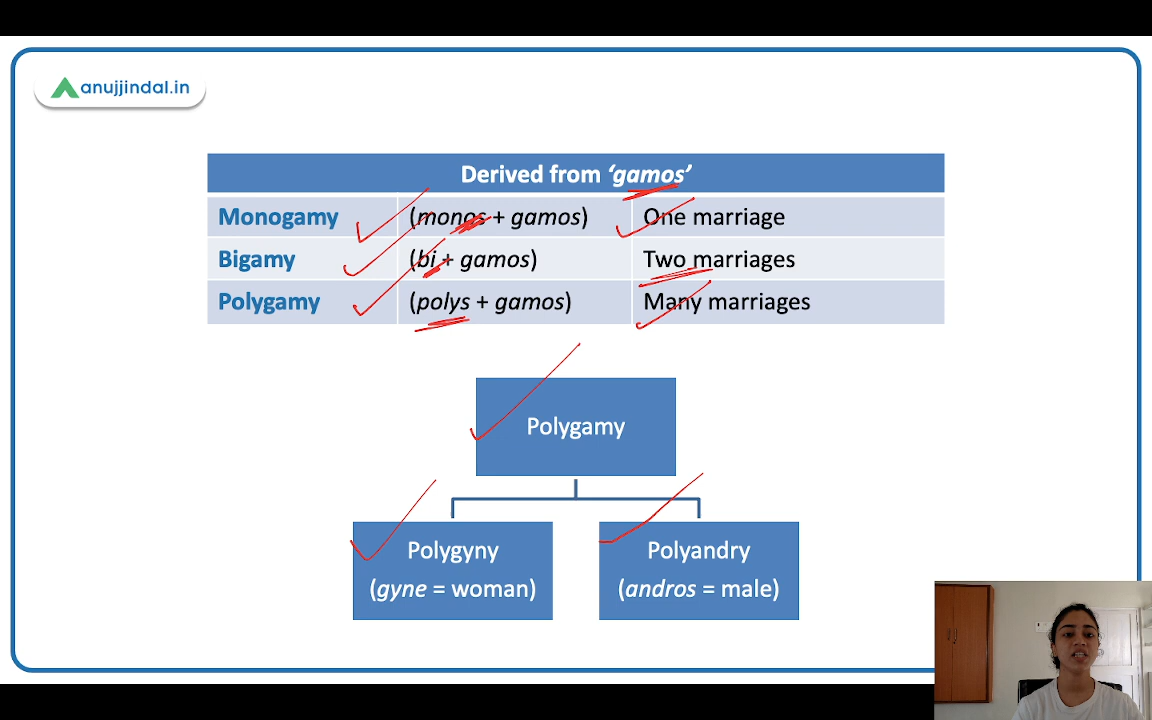 anujjindal.in
Derived from ‘gamos’
Monogamy (monos + gamos) One marriage
Bigamy (bi + gamos) Two marriages
Polygamy (polys + gamos) Many marriages
Polygamy
Polygyny Polyandry
(gyne = woman) (andros = male)